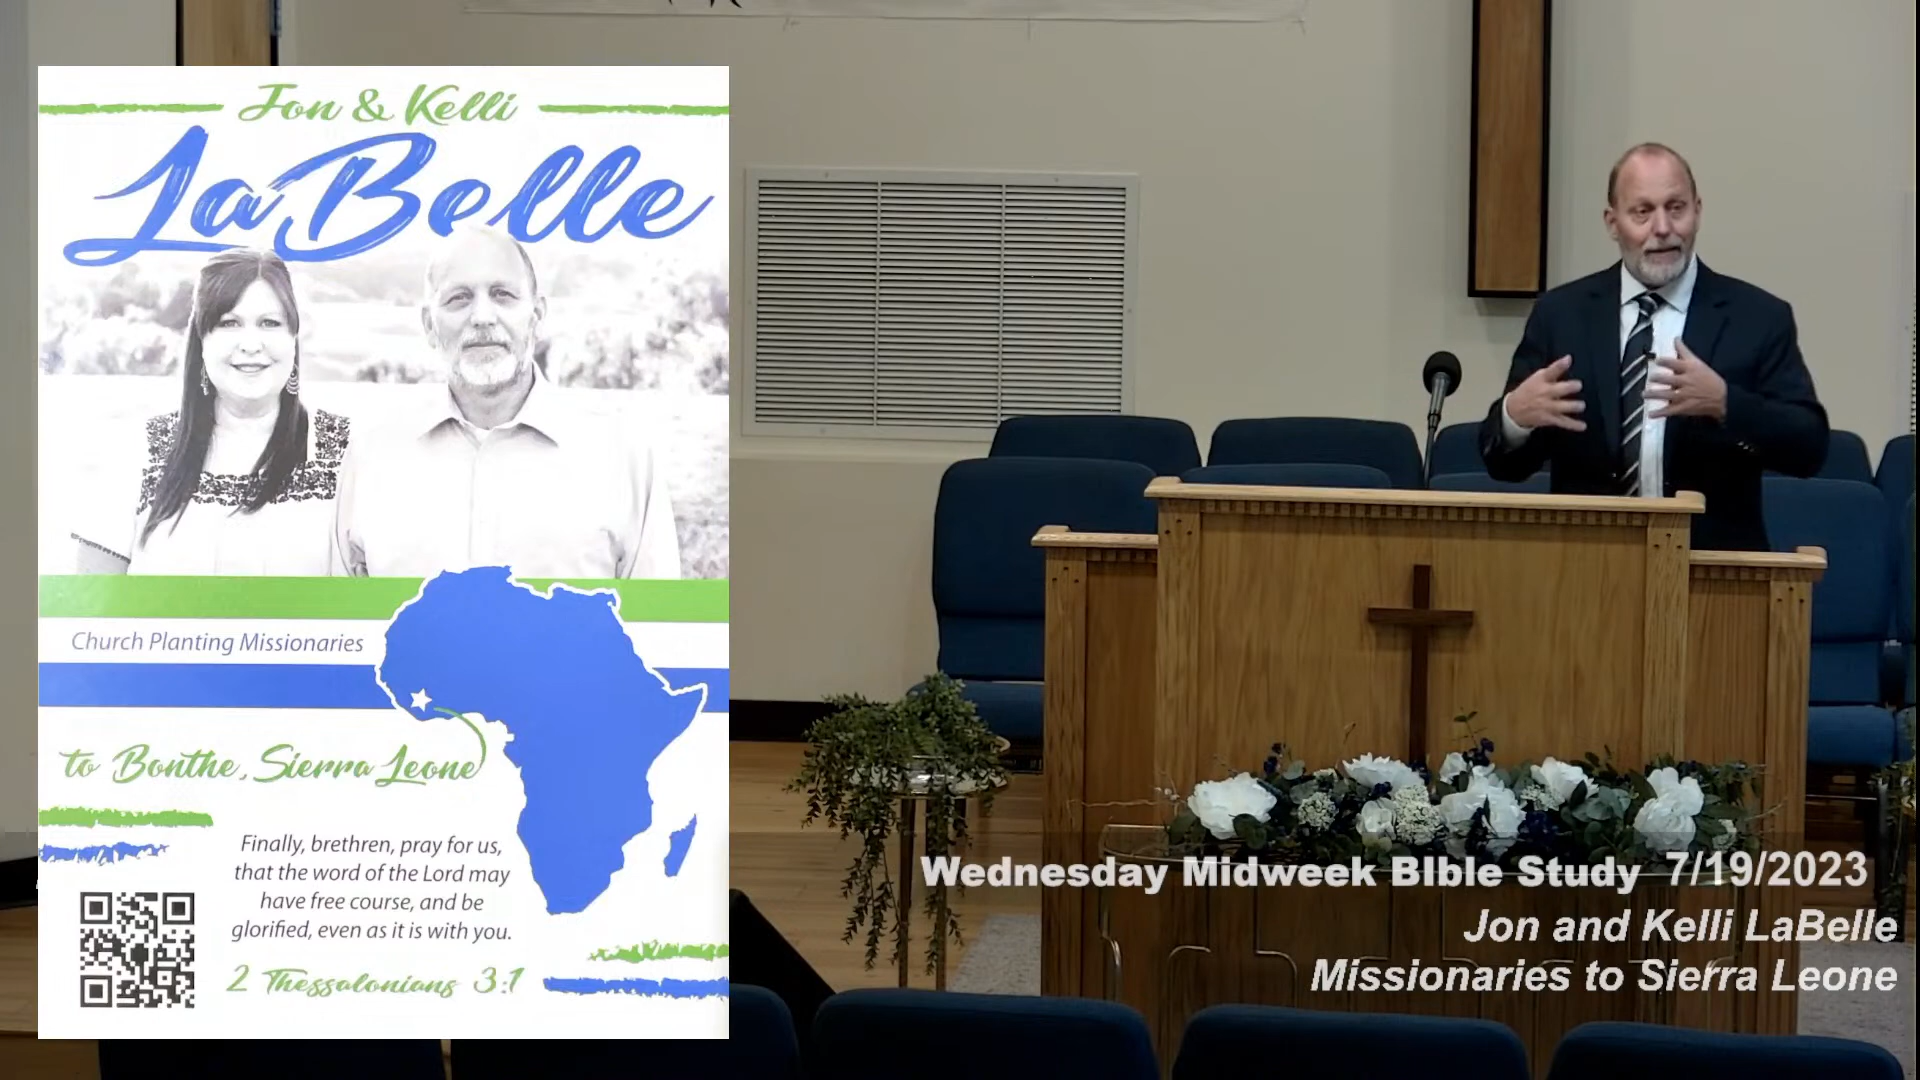 Jon & Kelli
LaBelle
Church Planting Missionaries
to Bonthe, Sierra Leone
Finally, brethren, pray for us,
that the word of the Lord may
have free course, and be
glorified, even as it is with you.
2 Thessalonians 3:1
Wednesday Midweek BIble Study 7/19/2023
Jon and Kelli LaBelle
Missionaries to Sierra Leone